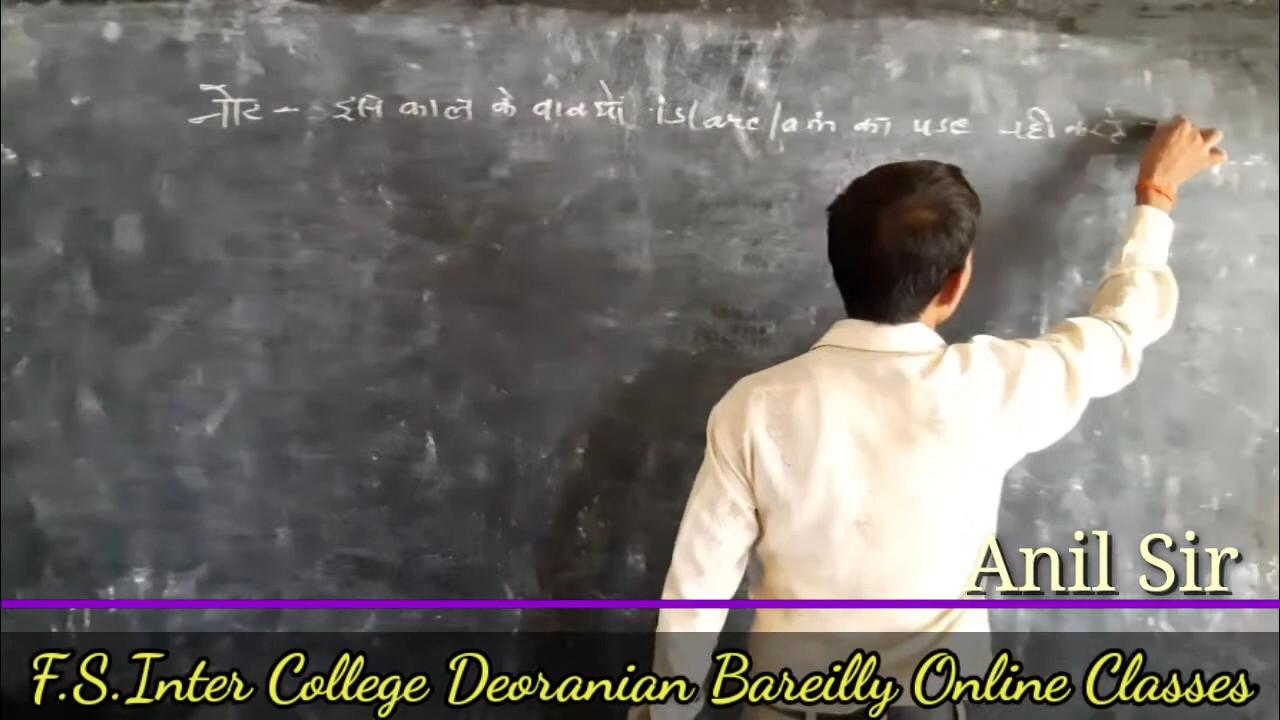 नोट - इस काल के वाक्यों is/are/am का use नही करते
Anil Sir
F.S.Inter College Deoranian Bareilly Online Classes